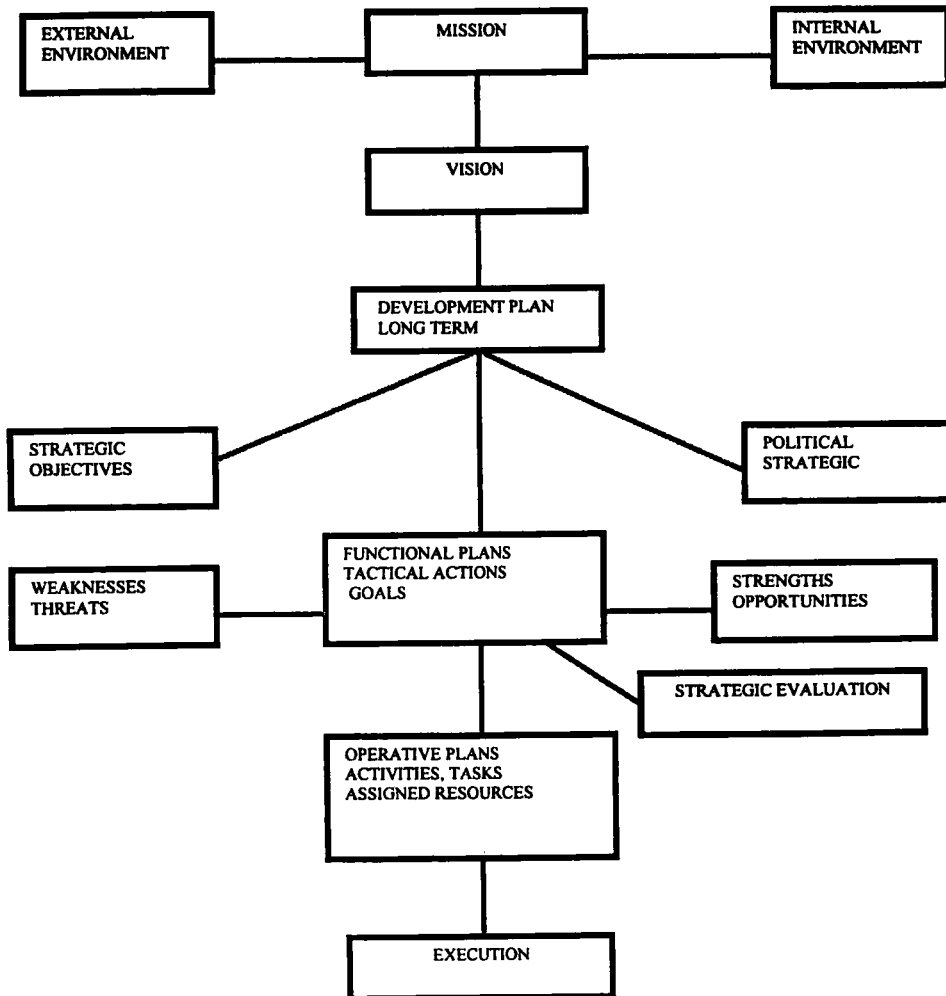 EXTERNAL
ENVIRONMENT
MISSION
INTERNAL
ENVIRONMENT
VISION
DEVELOPMENT PLAN
LONG TERM
STRATEGIC
OBJECTIVES
POLITICAL
STRATEGIC
FUNCTIONAL PLANS
TACTICAL ACTIONS
GOALS
WEAKNESSES
THREATS
STRENGTHS
OPPORTUNITIES
STRATEGIC EVALUATION
OPERATIVE PLANS
ACTIVITIES, TASKS
ASSIGNED RESOURCES
EXECUTION